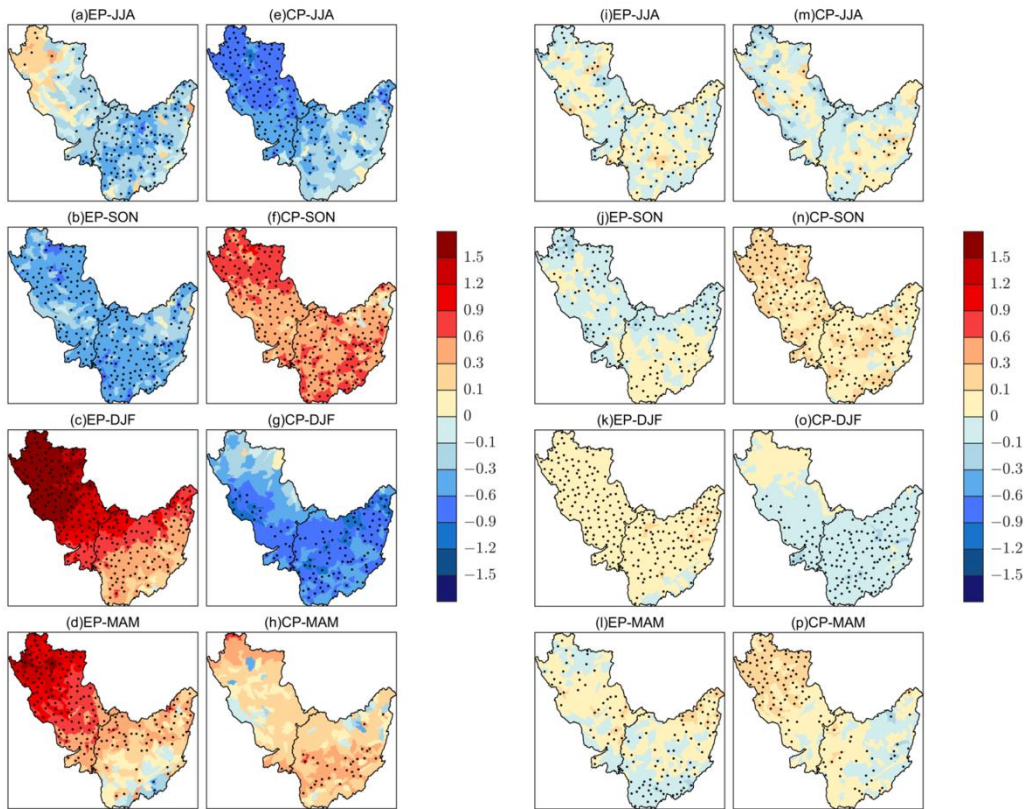 (a)EP-JJA
(e)CP-JJA
(i)EP-JJA
(m)CP-JJA
(b)EP-SON
(f)CP-SON
(j)EP-SON
(n)CP-SON
(c)EP-DJF
(g)CP-DJF
(k)EP-DJF
(o)CP-DJF
(d)EP-MAM
(h)CP-MAM
(l)EP-MAM
(p)CP-MAM
1.5
1.2
0.9
0.6
0.3
0.1
0
−0.1
−0.3
−0.6
−0.9
−1.2
−1.5
1.5
1.2
0.9
0.6
0.3
0.1
0
−0.1
−0.3
−0.6
−0.9
−1.2
−1.5